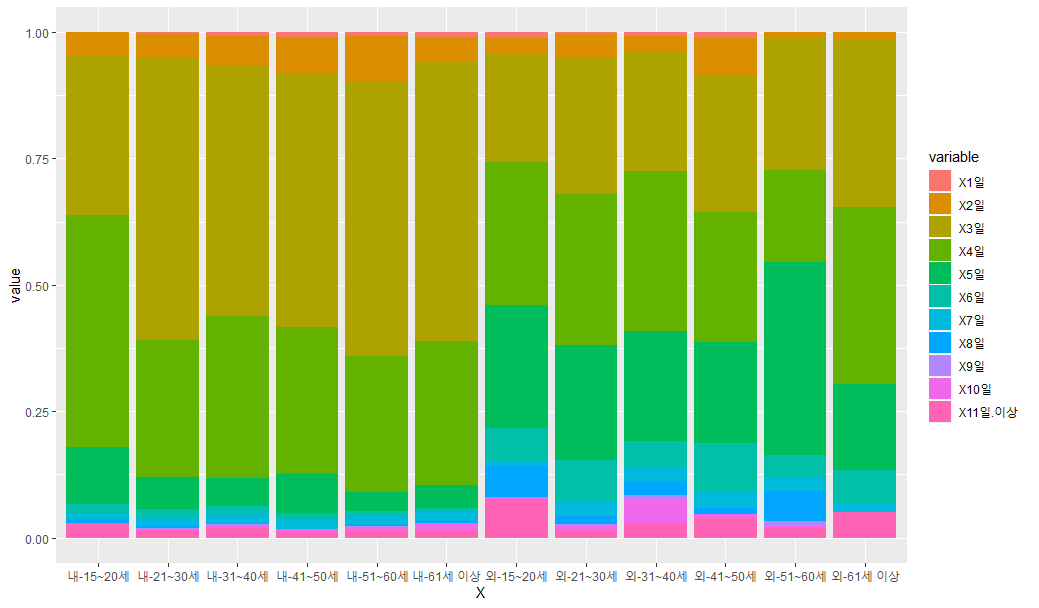 1.00
0.75
0.50
0.25
0.00
value
내-15~20세 내-21~30세 내-31~40세 내-41~50세 내-51~60세 내-61세 이상 외-15~20세 외-21~30세 외-31~40세 외-41~50세 외-51~60세 외-61세 이상
X
variable
X1일
X2일
X3일
X4일
X5일
X6일
X7일
X8일
X9일
X10일
X11일.이상